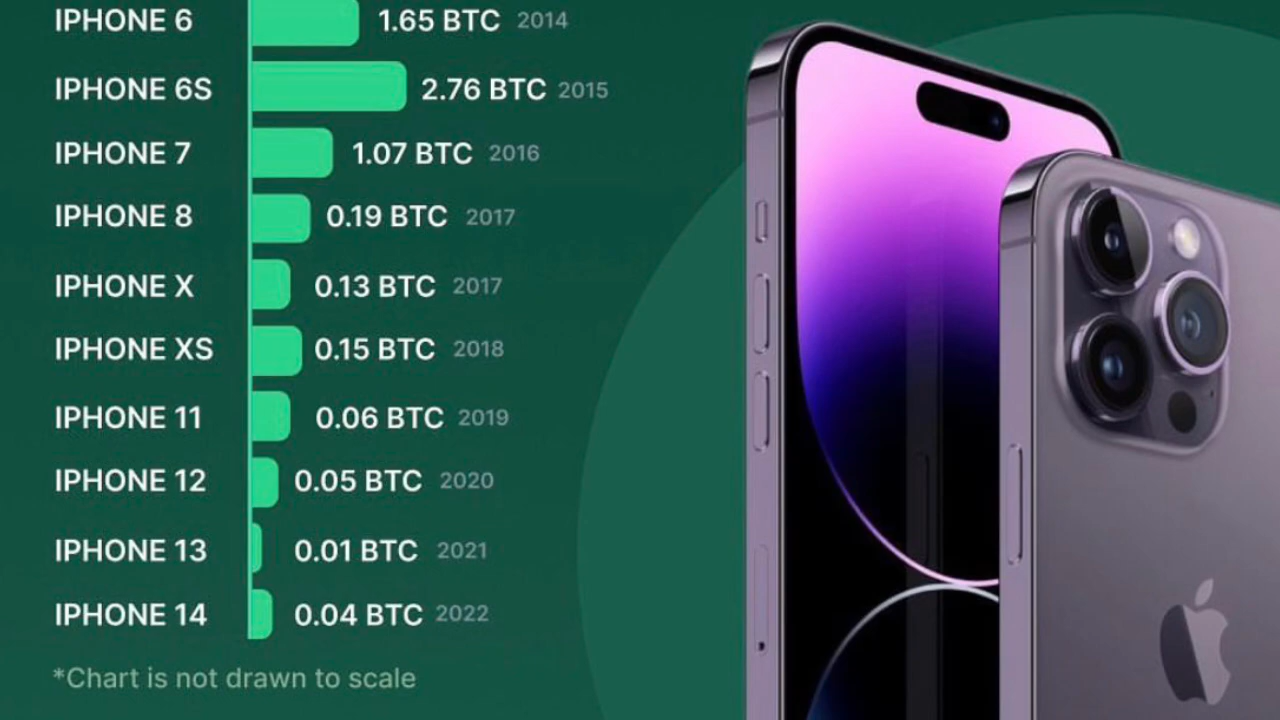 IPHONE 6 1.65 BTC 2014
IPHONE 6S 2.76 BTC 2015
IPHONE 7 1.07 BTC 2016
IPHONE 8 0.19 BTC 2017
IPHONE X 0.13 BTC 2017
IPHONE XS 0.15 BTC 2018
IPHONE 11 0.06 BTC 2019
IPHONE 12 0.05 BTC 2020
IPHONE 13 0.01 BTC 2021
IPHONE 14 0.04 BTC 2022
*Chart is not drawn to scale